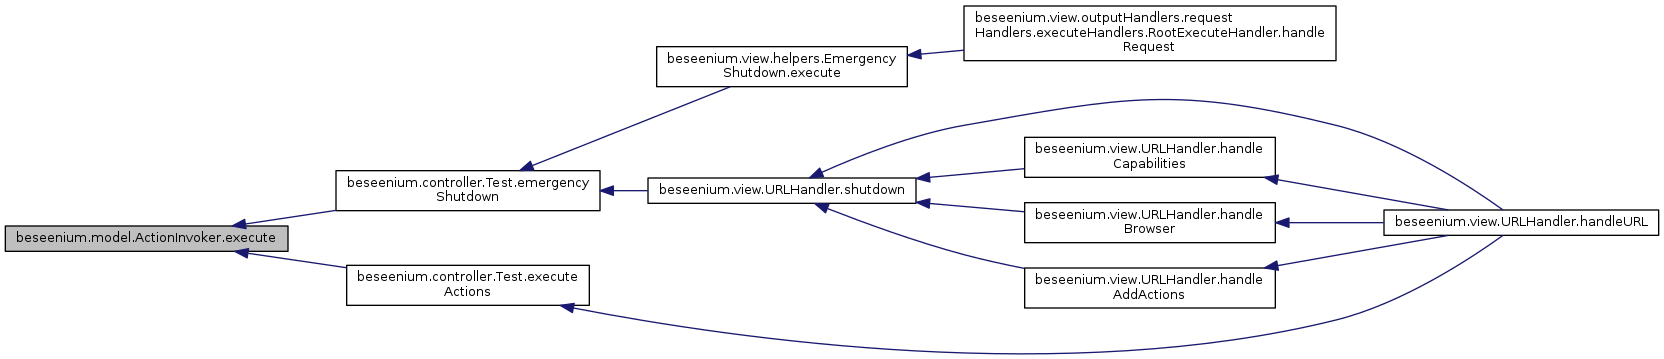 beseenium.view.outputHandlers.request
Handlers.executeHandlers.RootExecuteHandler.handle
Request
beseenium.view.helpers.Emergency
Shutdown.execute
beseenium.view.URLHandler.handle
Capabilities
beseenium.controller.Test.emergency
Shutdown
beseenium.view.URLHandler.shutdown
beseenium.view.URLHandler.handle
Browser
beseenium.view.URLHandler.handleURL
beseenium.model.ActionInvoker.execute
beseenium.controller.Test.execute
Actions
beseenium.view.URLHandler.handle
AddActions